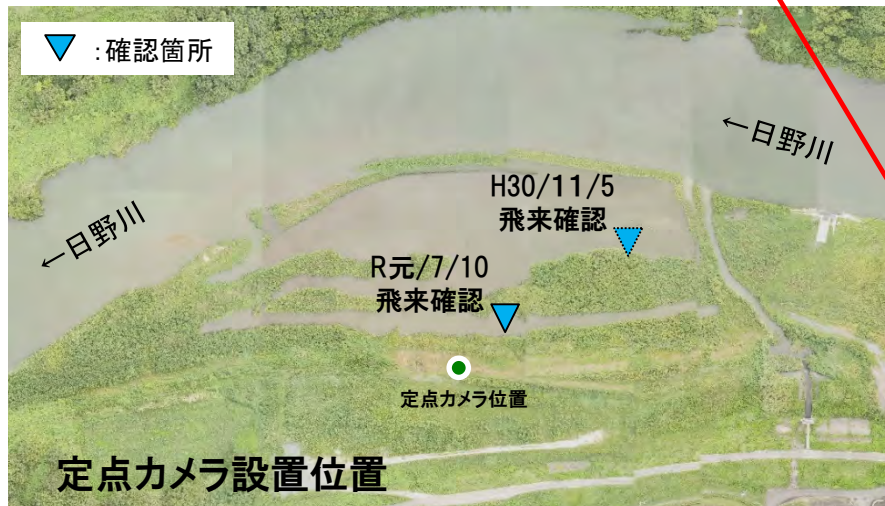 ▼ :確認箇所
←日野川
H30/11/5
飛来確認
←日野川
R元/7/10
飛来確認
定点カメラ位置
定点カメラ設置位置